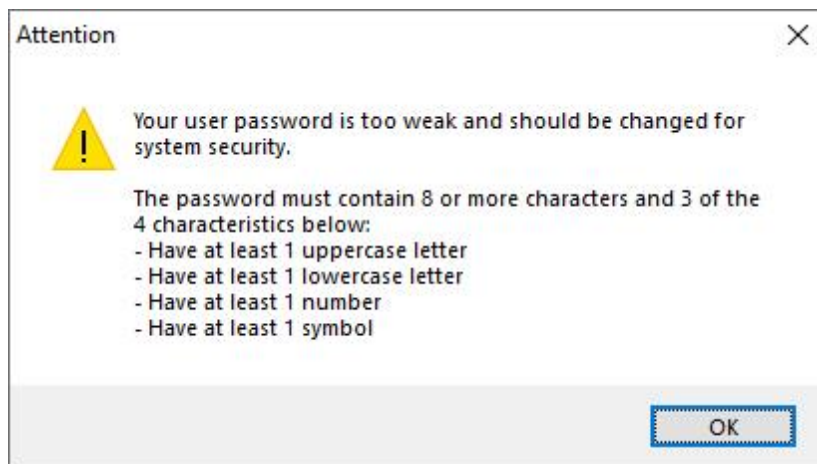 Attention
Your user password is too weak and should be changed for
system security.
The password must contain 8 or more characters and 3 of the
4 characteristics below:
- Have at least 1 uppercase letter
- Have at least 1 lowercase letter
- Have at least 1 number
- Have at least 1 symbol
OK